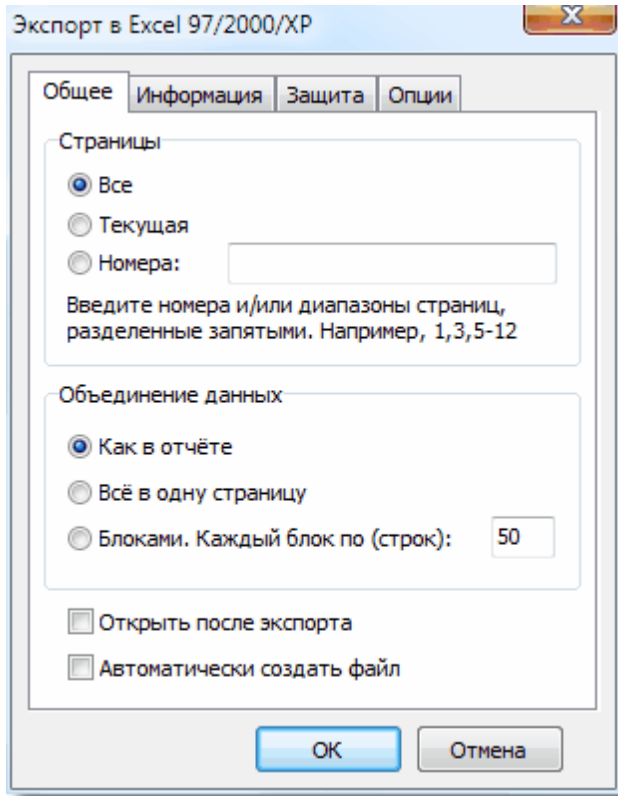 Экспорт в Excel 97/2000/XP
Общее Информация Защита Опции
Страницы
Все
Текущая
Номера:
Введите номера и/или диапазоны страниц,
разделенные запятыми. Например, 1,3,5-12
Объединение данных
Как в отчёте
Всё в одну страницу
Блоками. Каждый блок по (строк): 50
Открыть после экспорта
Автоматически создать файл
ОК Отмена